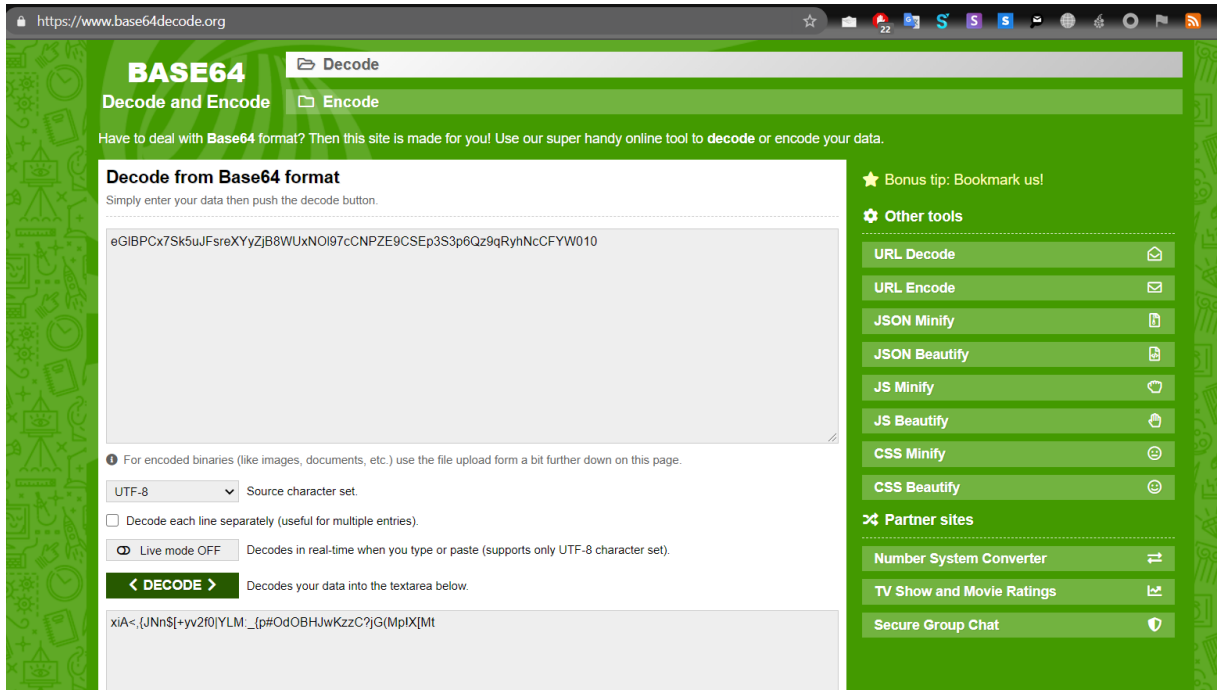 https://www.base64decode.org
22
S
S
S
BASE64
Decode and Encode
Decode
Encode
Have to deal with Base64 format? Then this site is made for you! Use our super handy online tool to decode or encode your data.
Decode from Base64 format
Simply enter your data then push the decode button.
eGlBPCx7Sk5uJFsreXYyZjB8WUxNOl97cCNPZE9CSEp3S3p6Qz9qRyhNcCFYW010
For encoded binaries (like images, documents, etc.) use the file upload form a bit further down on this page.
UTF-8
Source character set.
Decode each line separately (useful for multiple entries).
Live mode OFF
Decodes in real-time when you type or paste (supports only UTF-8 character set).
< DECODE >
Decodes your data into the textarea below.
xiA<,{JNn$[+yv2f0|YLM:_{p#OdOBHJwKzzC?jG(Mp!X[Mt
Bonus tip: Bookmark us!
Other tools
URL Decode
URL Encode
JSON Minify
JSON Beautify
JS Minify
JS Beautify
CSS Minify
CSS Beautify
Partner sites
Number System Converter
TV Show and Movie Ratings
Secure Group Chat